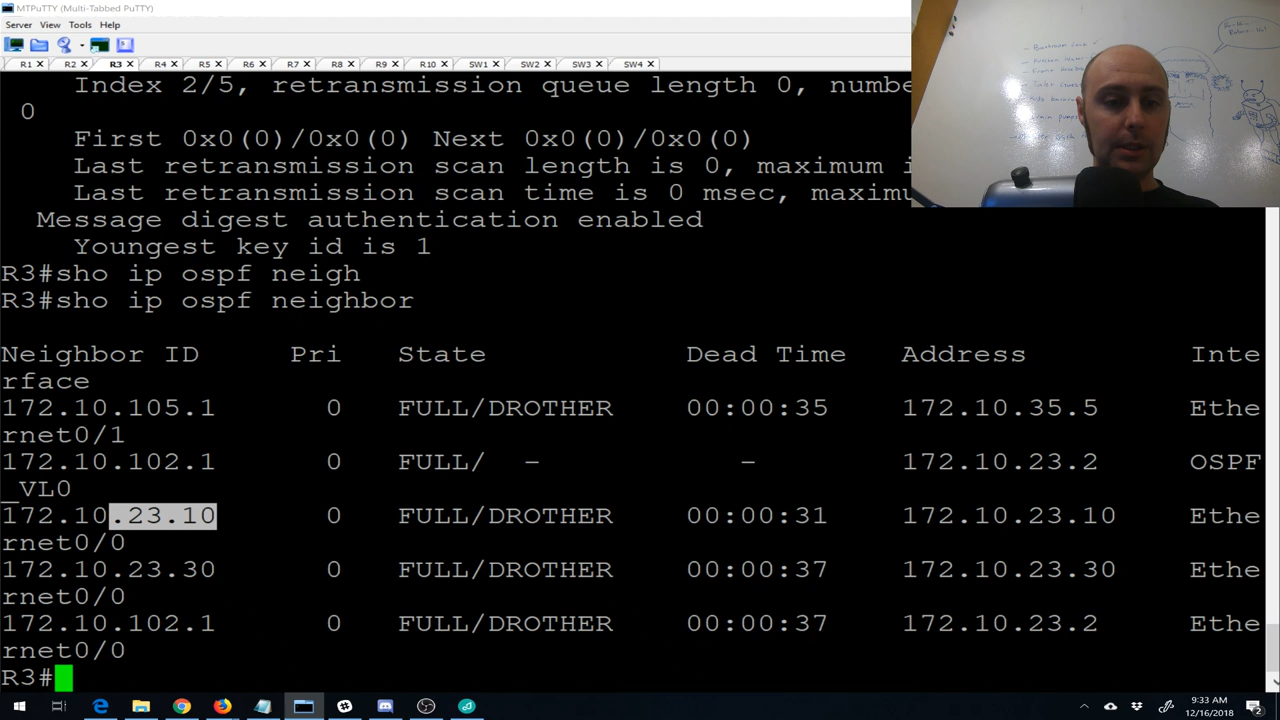 MTPuTTY (Multi-Tabbed PuTTY)
Server View Tools Help
R1 R2 R3 R4 R5 R6 R7 R8 R9 R10 SW1 SW2 SW3 SW4
Index 2/5, retransmission queue length 0, numbe
0
First 0x0(0)/0x0(0) Next 0x0(0)/0x0(0)
Last retransmission scan length is 0, maximum i
Last retransmission scan time is 0 msec, maximu
Message digest authentication enabled
Youngest key id is 1
R3#sho ip ospf neigh
R3#sho ip ospf neighbor
Neighbor ID Pri State Dead Time Address Inte
rface
172.10.105.1 0 FULL/DROTHER 00:00:35 172.10.35.5 Ethe
rnet0/1
172.10.102.1 0 FULL/ - - 172.10.23.2 OSPF
_VL0
172.10.23.10 0 FULL/DROTHER 00:00:31 172.10.23.10 Ethe
rnet0/0
172.10.23.30 0 FULL/DROTHER 00:00:37 172.10.23.30 Ethe
rnet0/0
172.10.102.1 0 FULL/DROTHER 00:00:37 172.10.23.2 Ethe
rnet0/0
R3#
9:33 AM
12/16/2018
2